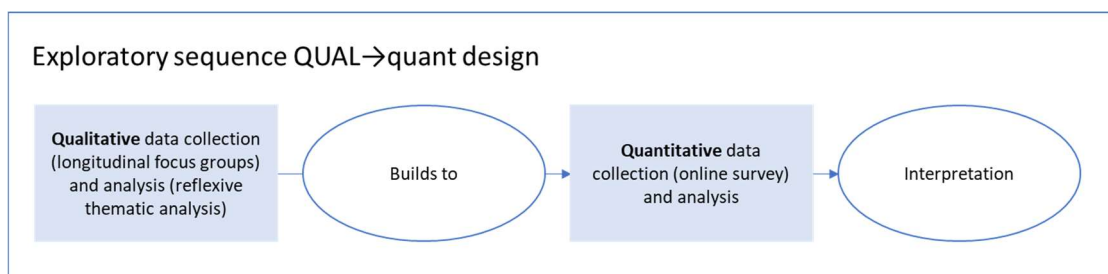 Exploratory sequence QUAL→quant design
Qualitative data collection
(longitudinal focus groups)
and analysis (reflexive
thematic analysis)
Builds to
Quantitative data
collection (online survey)
and analysis
Interpretation